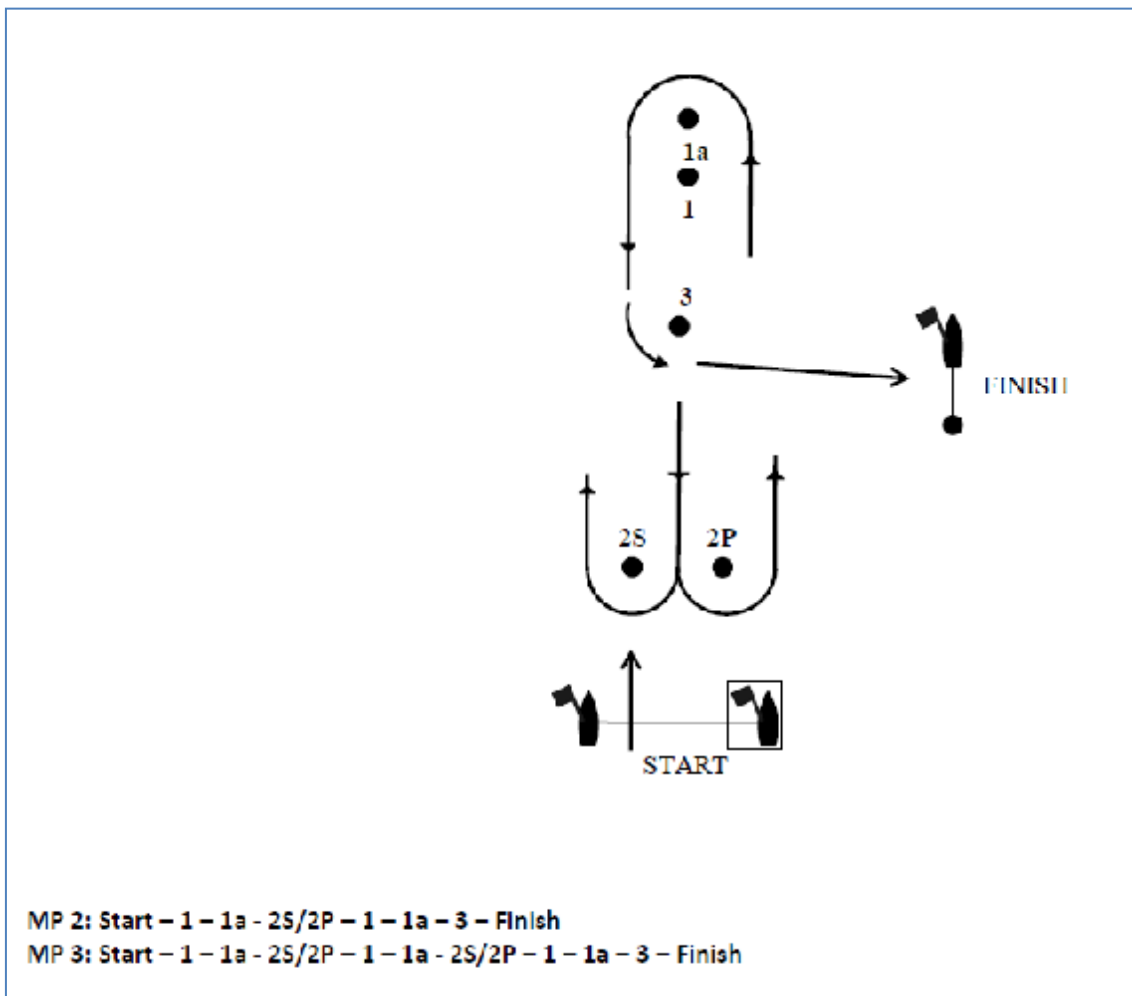 1a
1
3
FINISH
2S 2P
START
MP 2: Start – 1 – 1a - 2S/2P – 1 – 1a – 3 – Finish
MP 3: Start – 1 – 1a - 2S/2P – 1 – 1a - 2S/2P – 1 – 1a – 3 – Finish